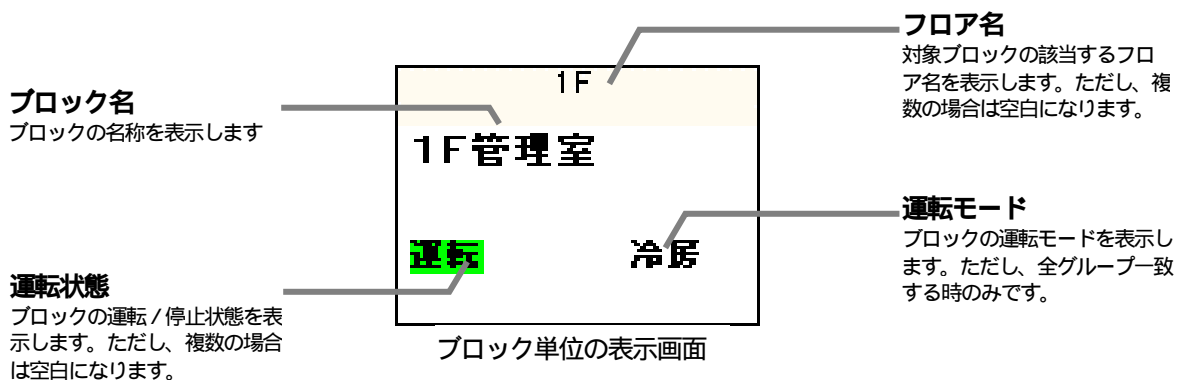 フロア名
対象ブロックの該当するフロ
ア名を表示します。ただし、複
数の場合は空白になります。
ブロック名
ブロックの名称を表示します
1F
1F管理室
運転
冷房
運転モード
ブロックの運転モードを表示し
ます。ただし、全グループ一致
する時のみです。
運転状態
ブロックの運転/停止状態を表
示します。ただし、複数の場合
は空白になります。
ブロック単位の表示画面